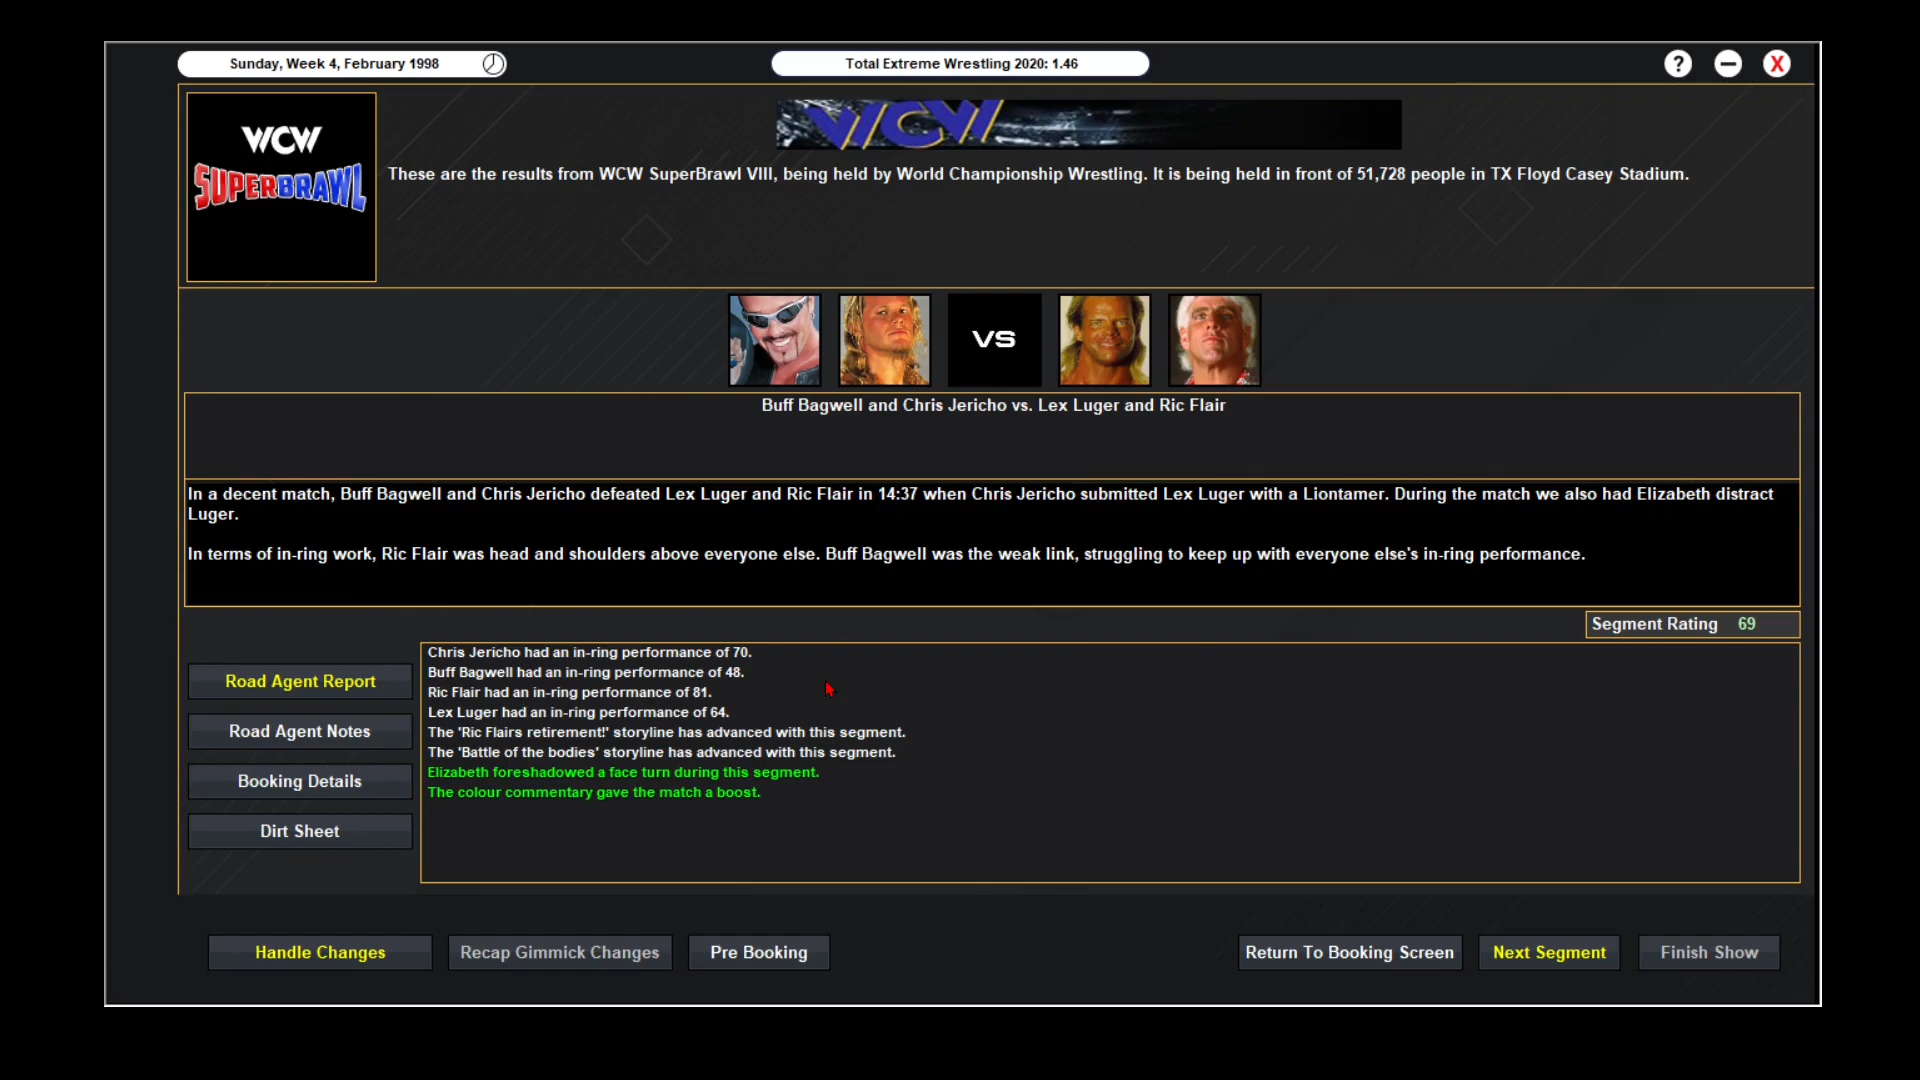 Sunday, Week 4, February 1998
Total Extreme Wrestling 2020: 1.46
? X
WCW
WCW
SUPERBRAWL
These are the results from WCW SuperBrawl VIII, being held by World Championship Wrestling. It is being held in front of 51,728 people in TX Floyd Casey Stadium.
VS
Buff Bagwell and Chris Jericho vs. Lex Luger and Ric Flair
In a decent match, Buff Bagwell and Chris Jericho defeated Lex Luger and Ric Flair in 14:37 when Chris Jericho submitted Lex Luger with a Liontamer. During the match we also had Elizabeth distract
Luger.
In terms of in-ring work, Ric Flair was head and shoulders above everyone else. Buff Bagwell was the weak link, struggling to keep up with everyone else's in-ring performance.
Segment Rating 69
Road Agent Report
Road Agent Notes
Booking Details
Dirt Sheet
Chris Jericho had an in-ring performance of 70.
Buff Bagwell had an in-ring performance of 48.
Ric Flair had an in-ring performance of 81.
Lex Luger had an in-ring performance of 64.
The 'Ric Flairs retirement!' storyline has advanced with this segment.
The 'Battle of the bodies' storyline has advanced with this segment.
Elizabeth foreshadowed a face turn during this segment.
The colour commentary gave the match a boost.
Handle Changes
Recap Gimmick Changes
Pre Booking
Return To Booking Screen
Next Segment
Finish Show